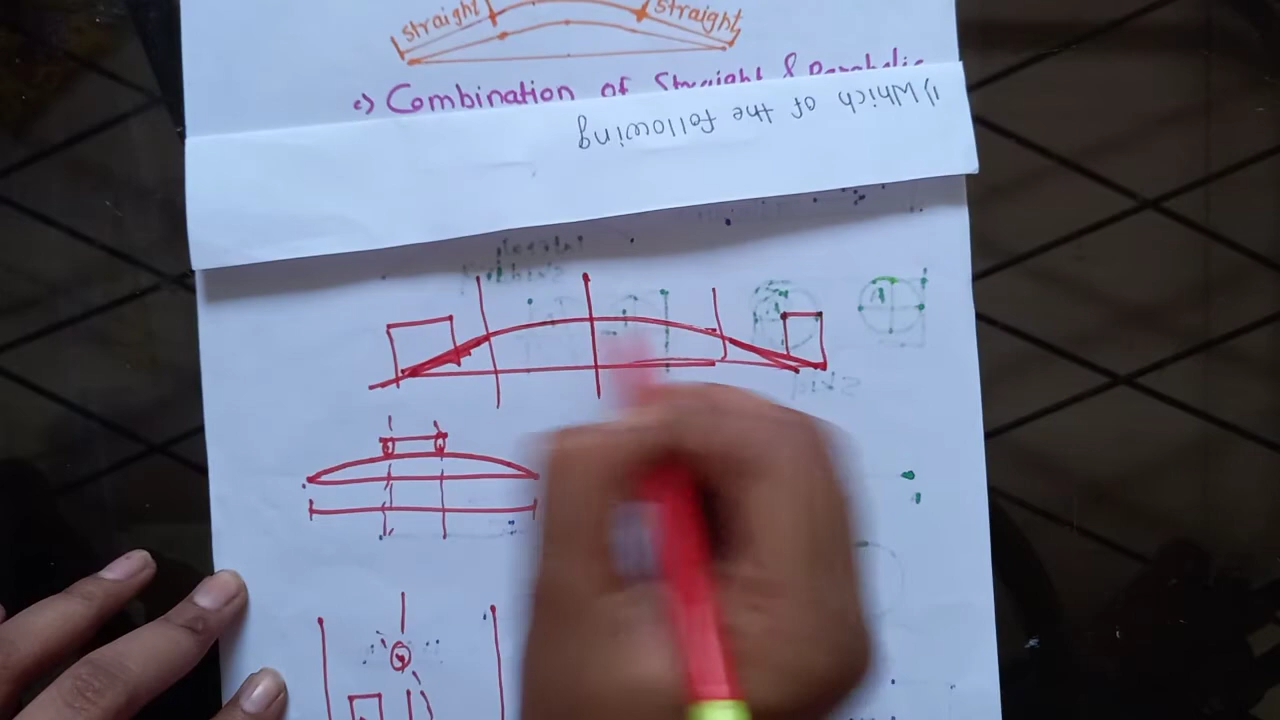 straight straight
c) Combination of Straight & Parabolic
1) Which of the following